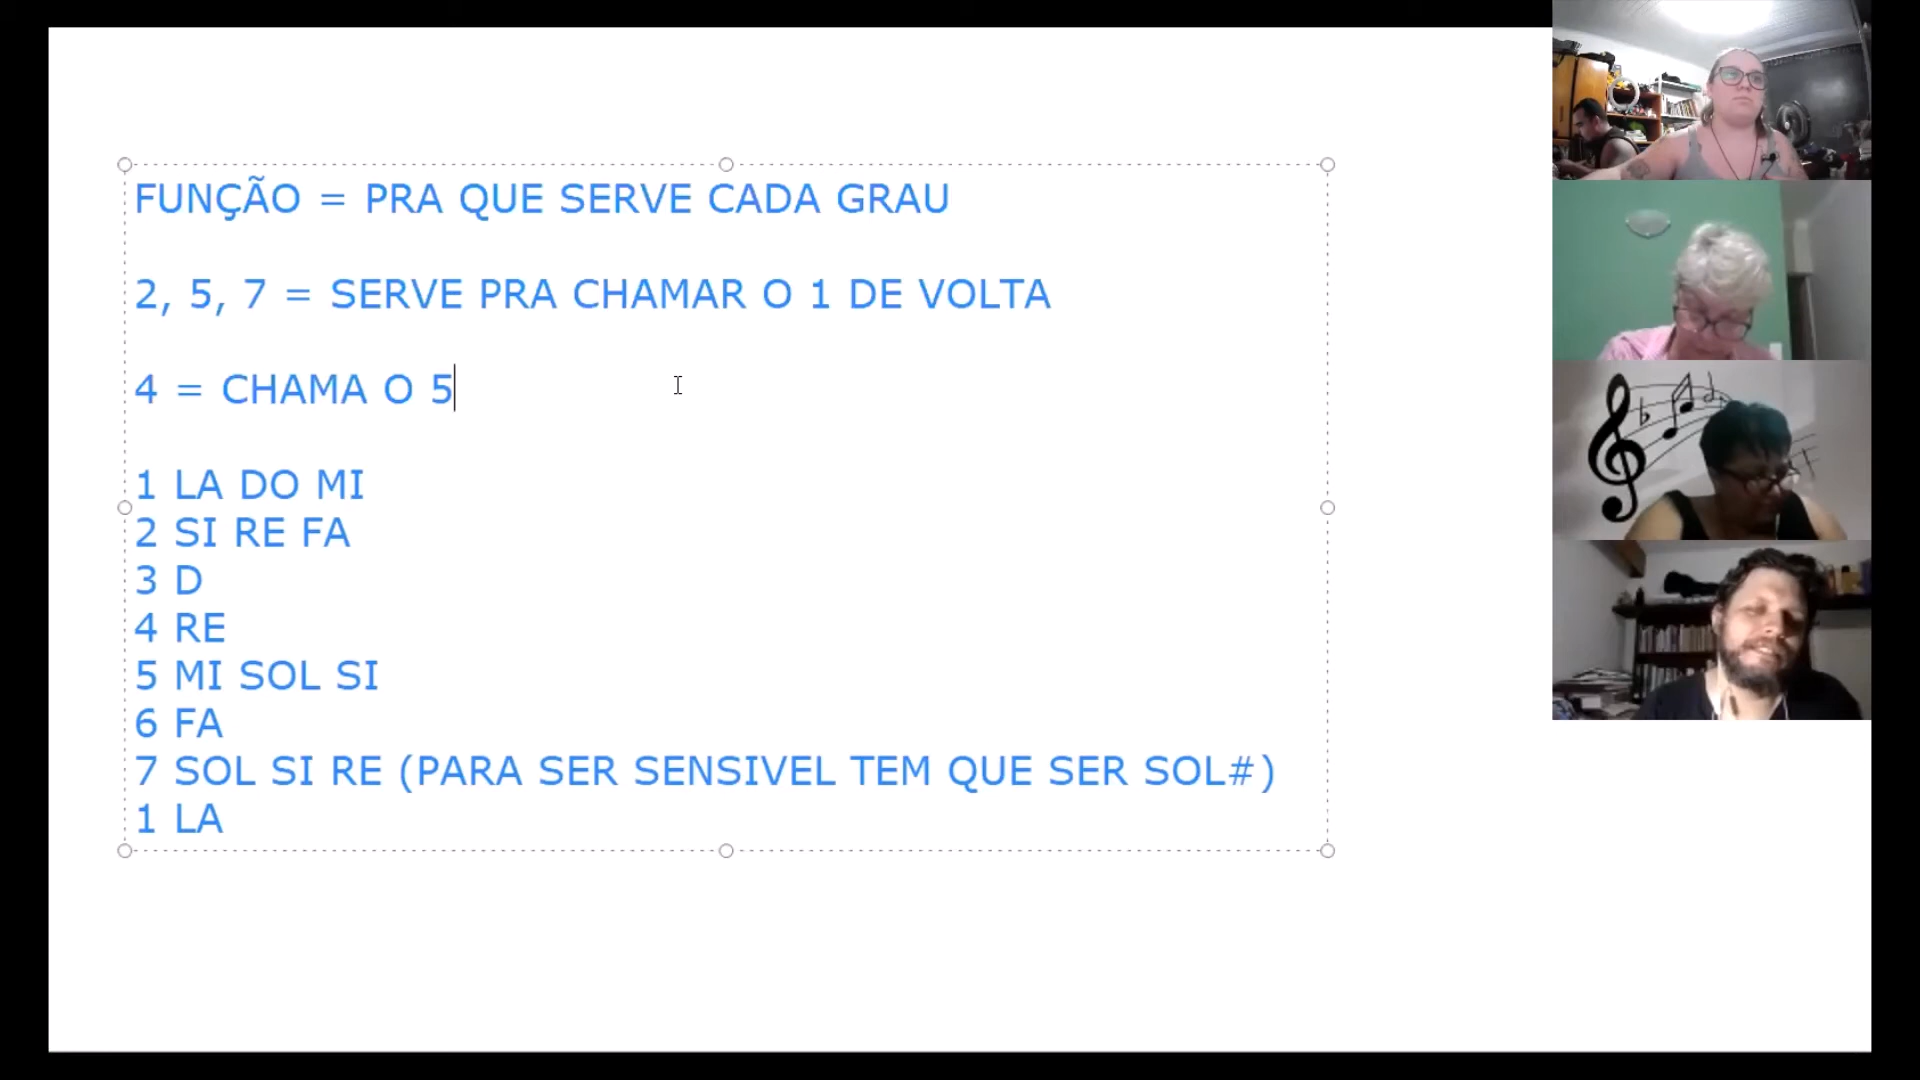 FUNÇÃO = PRA QUE SERVE CADA GRAU
2, 5, 7 = SERVE PRA CHAMAR O 1 DE VOLTA
4 = CHAMA O 5
1 LA DO MI
2 SI RE FA
3 D
4 RE
5 MI SOL SI
6 FA
7 SOL SI RE (PARA SER SENSIVEL TEM QUE SER SOL#)
1 LA